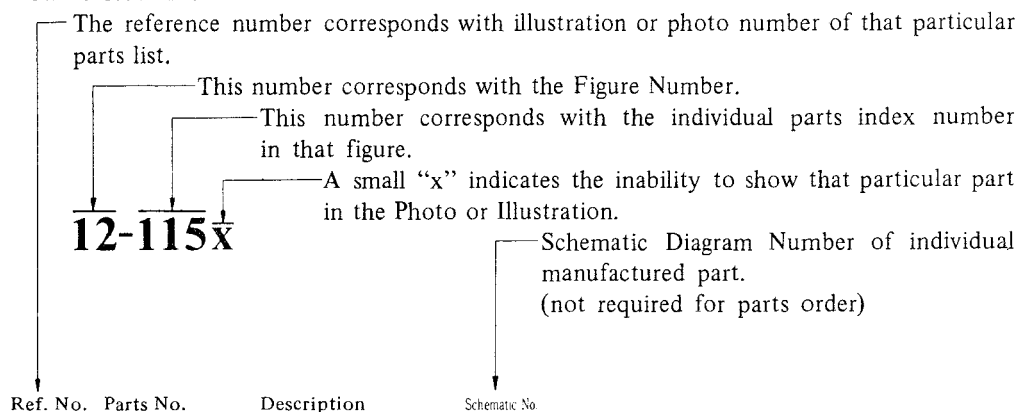 The reference number corresponds with illustration or photo number of that particular
parts list.
This number corresponds with the Figure Number.
This number corresponds with the individual parts index number
in that figure.
A small “x” indicates the inability to show that particular part
in the Photo or Illustration.
12-115x
Schematic Diagram Number of individual
manufactured part.
(not required for parts order)
Ref. No. Parts No. Description Schematic No.